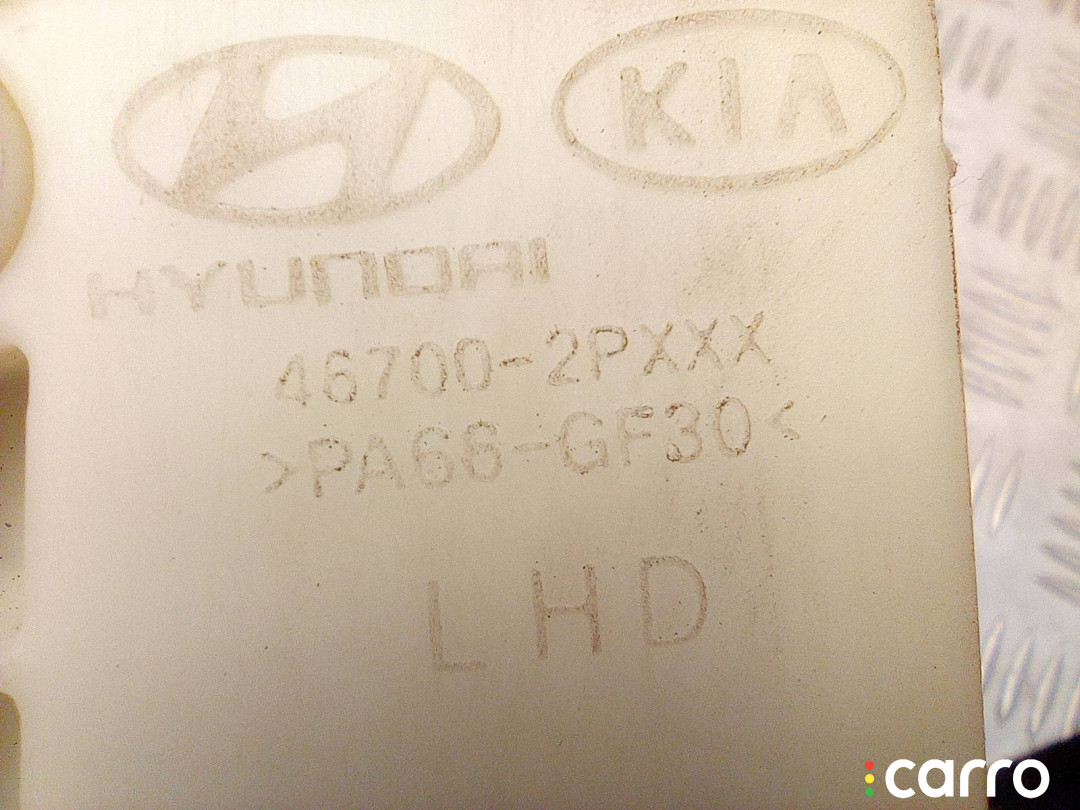 KIA
HYUNDAI
46700-2PXXX
>PA66-GF30<
LHD
carro